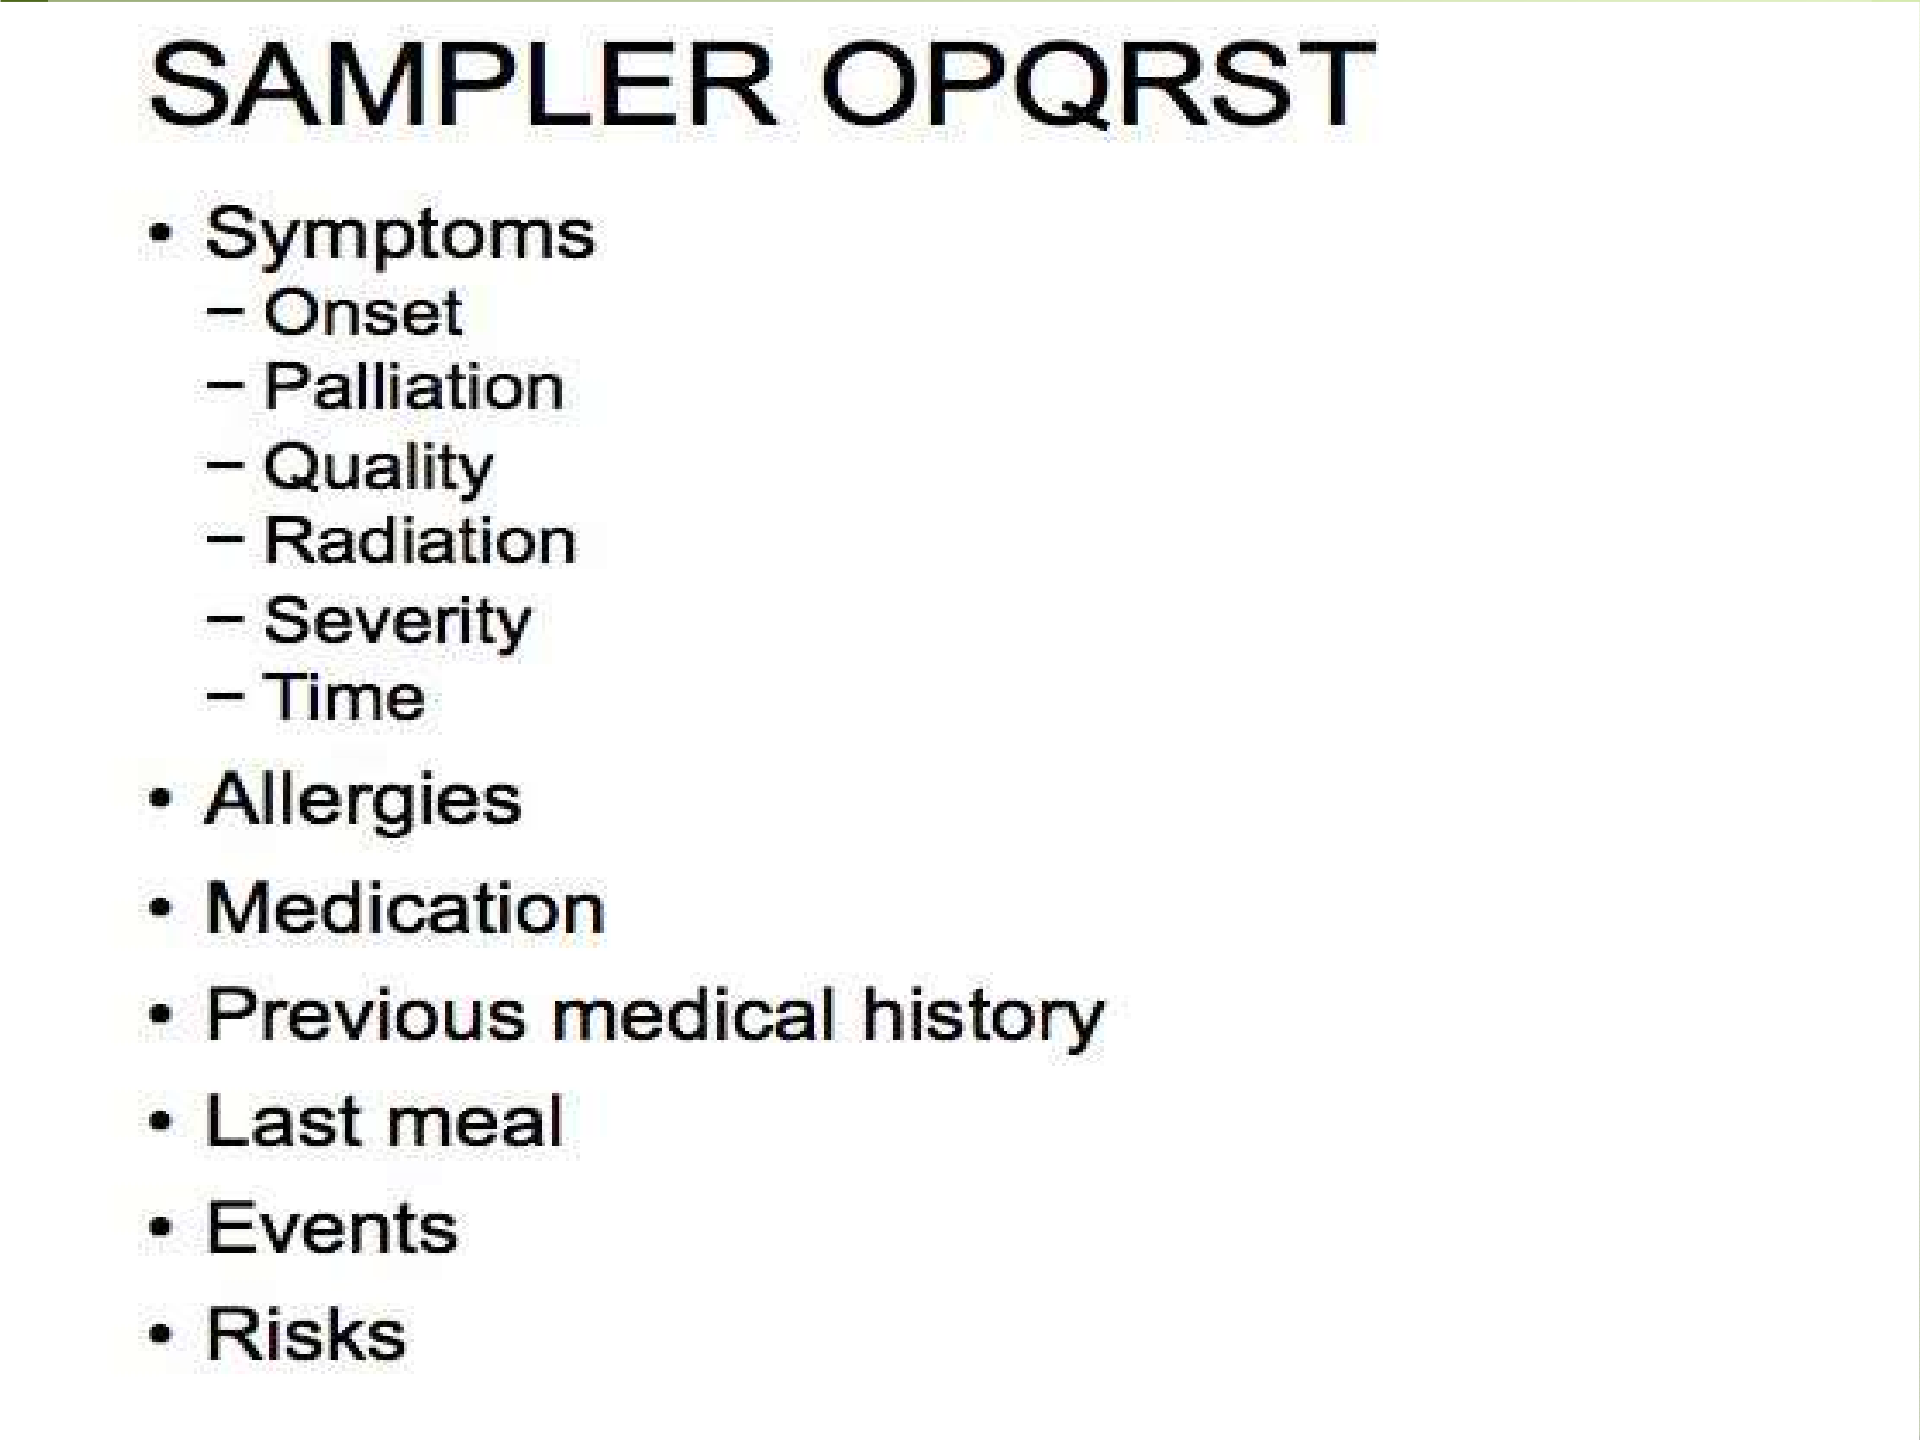 SAMPLER OPQRST
• Symptoms
– Onset
– Palliation
– Quality
– Radiation
– Severity
– Time
• Allergies
• Medication
• Previous medical history
• Last meal
• Events
• Risks